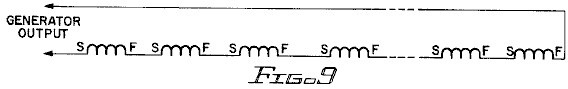 GENERATOR
OUTPUT
S F S F S F S F S F S F
FIG. 9